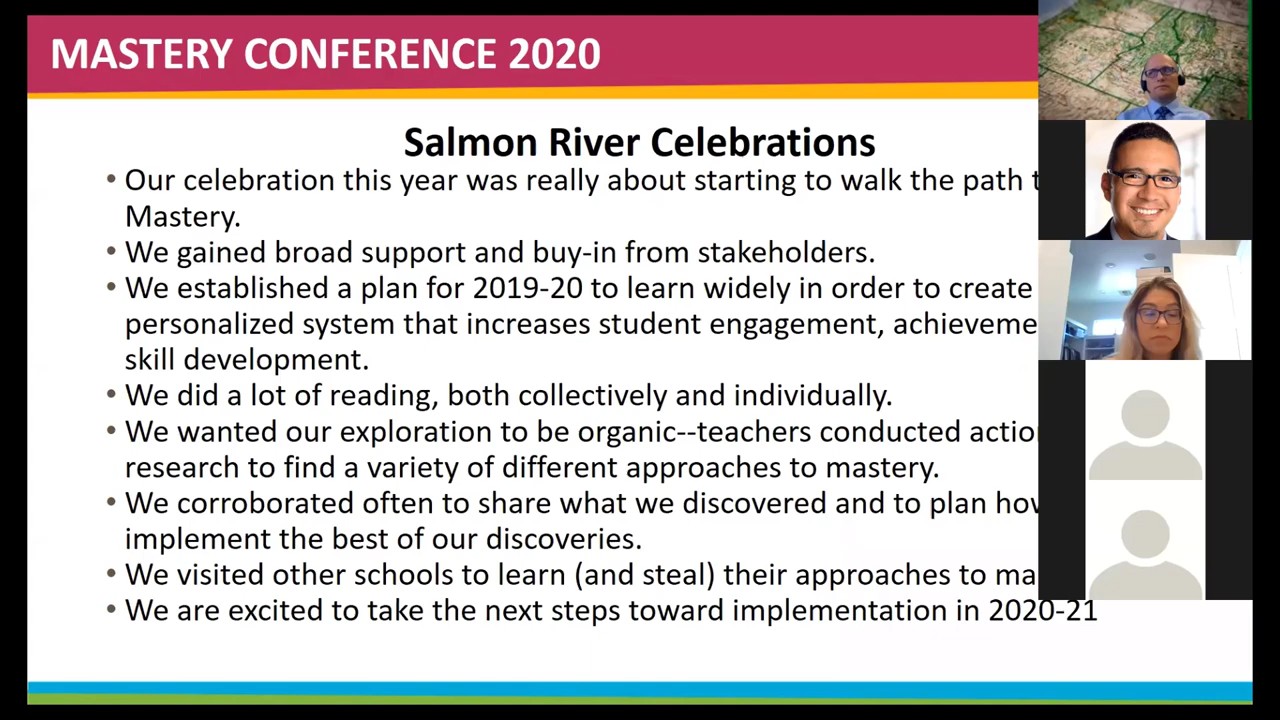 MASTERY CONFERENCE 2020
Salmon River Celebrations
• Our celebration this year was really about starting to walk the path
Mastery.
• We gained broad support and buy-in from stakeholders.
• We established a plan for 2019-20 to learn widely in order to create
personalized system that increases student engagement,
skill development.
• We did a lot of reading, both collectively and individually.
• We wanted our exploration to be organic--teachers conducted
research to find a variety of different approaches to mastery.
• We corroborated often to share what we discovered and to plan
implement the best of our discoveries.
• We visited other schools to learn (and steal) their approaches to
• We are excited to take the next steps toward implementation in 2020-21